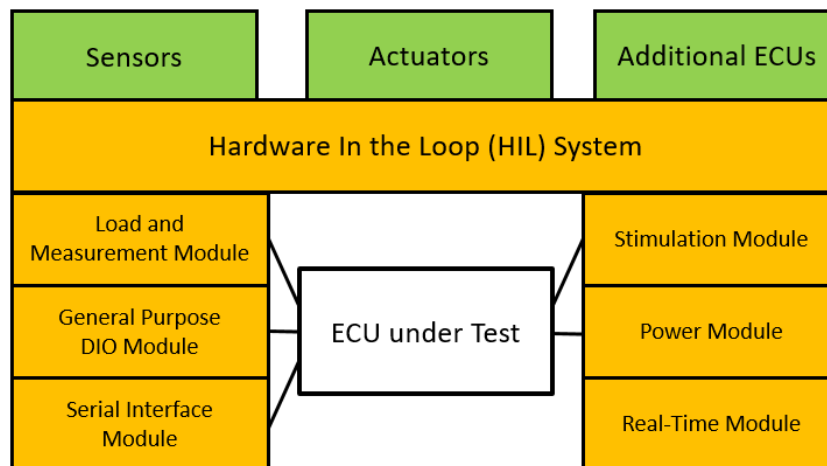 Sensors
Actuators
Additional ECUs
Hardware In the Loop (HIL) System
Load and
Measurement Module
General Purpose
DIO Module
Serial Interface
Module
ECU under Test
Stimulation Module
Power Module
Real-Time Module